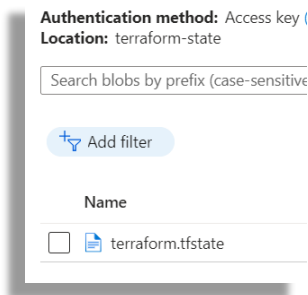 Authentication method: Access key (
Location: terraform-state
Search blobs by prefix (case-sensitive
Add filter
Name
terraform.tfstate